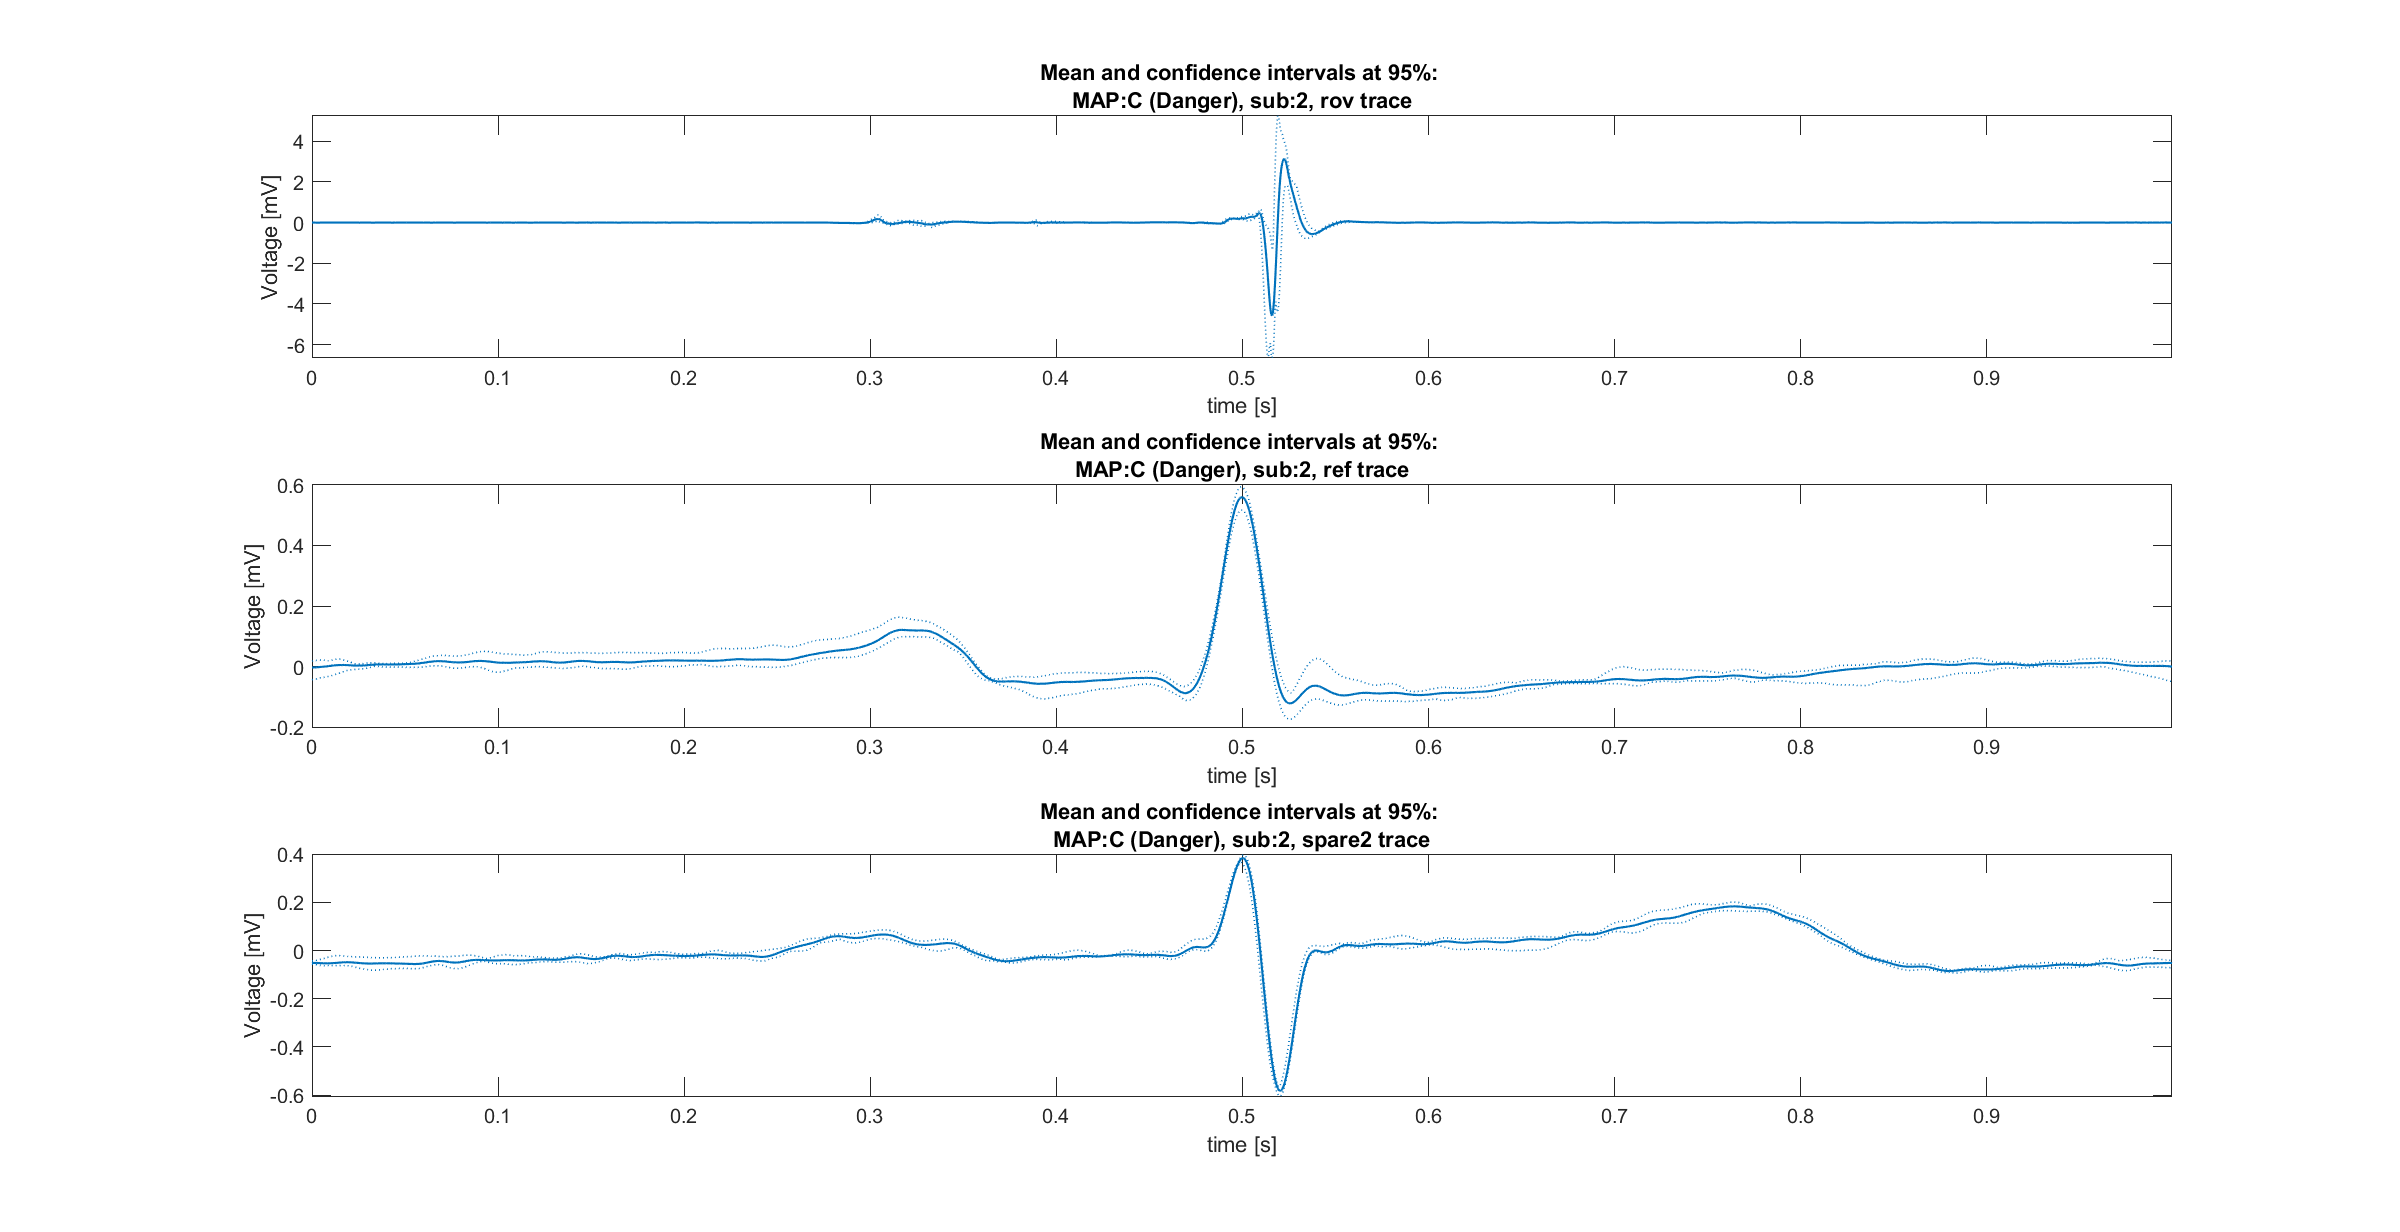 Mean and confidence intervals at 95%:
MAP:C (Danger), sub:2, rov trace
Voltage [mV]
4
2
0
-2
-4
-6
0 0.1 0.2 0.3 0.4 0.5 0.6 0.7 0.8 0.9
time [s]
Mean and confidence intervals at 95%:
MAP:C (Danger), sub:2, ref trace
Voltage [mV]
0.6
0.4
0.2
0
-0.2
0 0.1 0.2 0.3 0.4 0.5 0.6 0.7 0.8 0.9
time [s]
Mean and confidence intervals at 95%:
MAP:C (Danger), sub:2, spare2 trace
Voltage [mV]
0.4
0.2
0
-0.2
-0.4
-0.6
0 0.1 0.2 0.3 0.4 0.5 0.6 0.7 0.8 0.9
time [s]